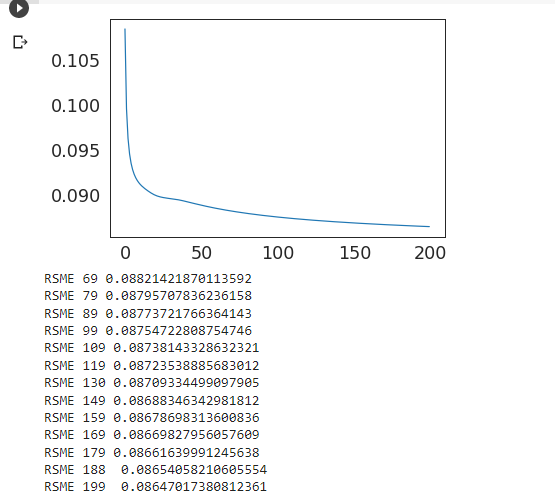 0.105
0.100
0.095
0.090
0 50 100 150 200
RSME 69 0.08821421870113592
RSME 79 0.08795707836236158
RSME 89 0.08773721766364143
RSME 99 0.08754722808754746
RSME 109 0.08738143328632321
RSME 119 0.08723538885683012
RSME 130 0.08709334499097905
RSME 149 0.08688346342981812
RSME 159 0.08678698313600836
RSME 169 0.08669827956057609
RSME 179 0.08661639991245638
RSME 188  0.08654058210605554
RSME 199  0.08647017380812361